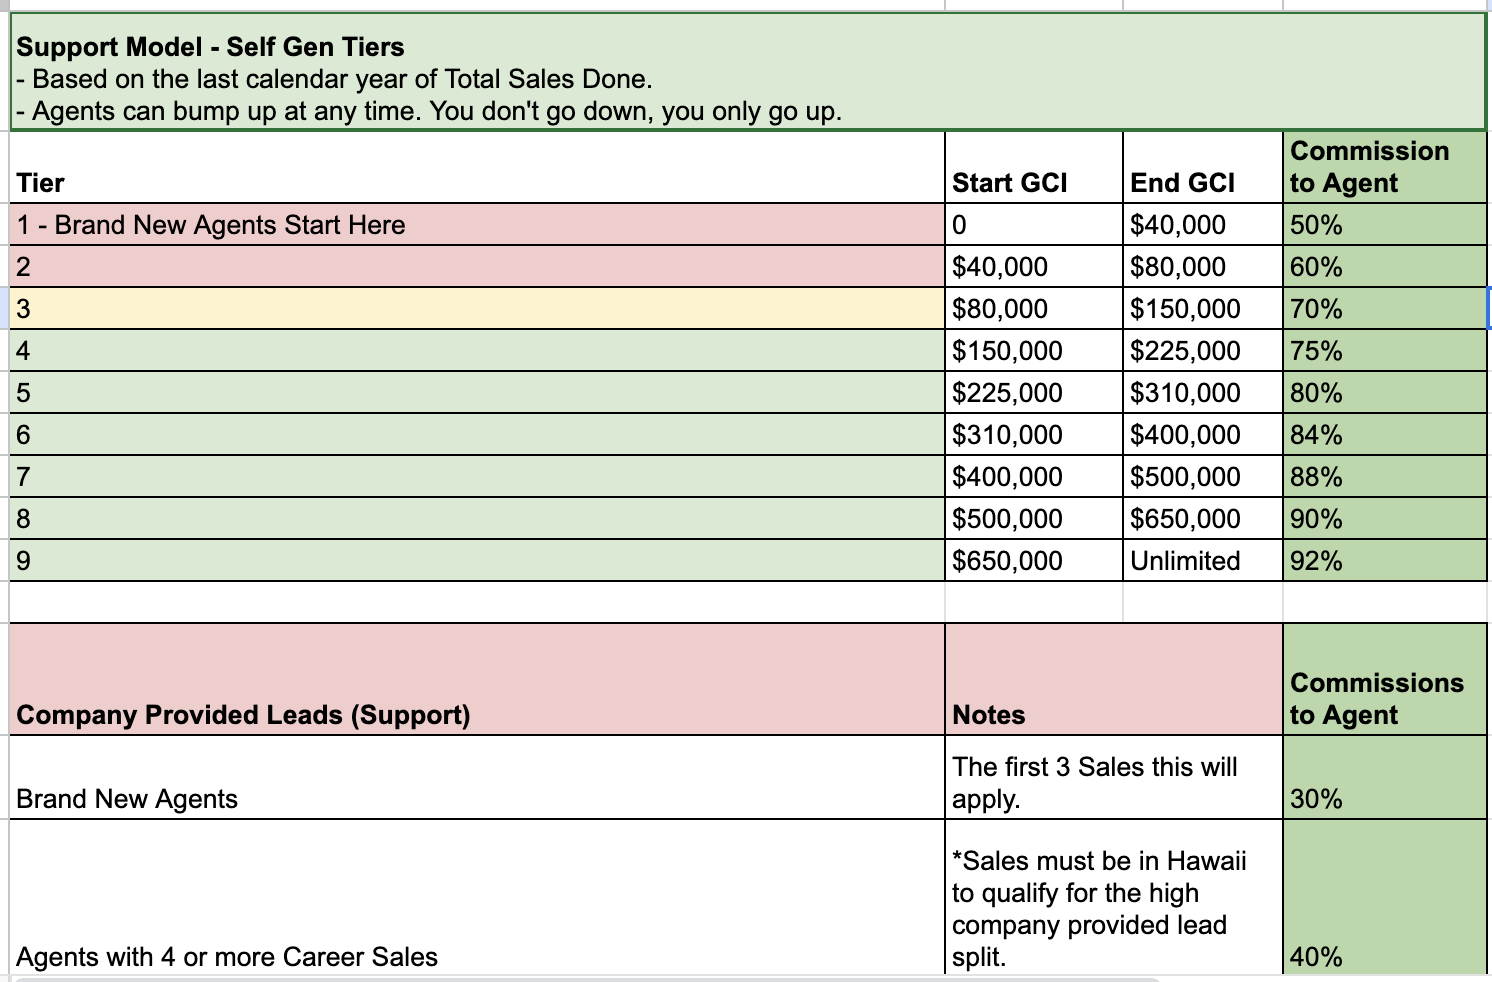 Support Model - Self Gen Tiers
- Based on the last calendar year of Total Sales Done.
- Agents can bump up at any time. You don't go down, you only go up.
Tier Start GCI End GCI Commission to Agent
1 - Brand New Agents Start Here 0 $40,000 50%
2 $40,000 $80,000 60%
3 $80,000 $150,000 70%
4 $150,000 $225,000 75%
5 $225,000 $310,000 80%
6 $310,000 $400,000 84%
7 $400,000 $500,000 88%
8 $500,000 $650,000 90%
9 $650,000 Unlimited 92%
Company Provided Leads (Support) Notes Commissions to Agent
Brand New Agents The first 3 Sales this will apply. 30%
Agents with 4 or more Career Sales *Sales must be in Hawaii to qualify for the high company provided lead split. 40%